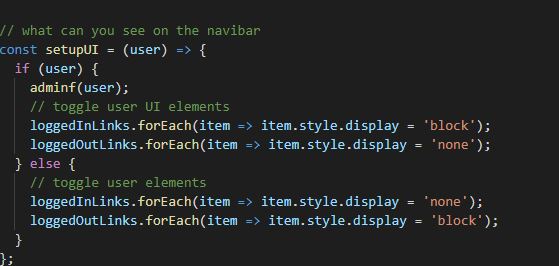 // what can you see on the navibar
const setupUI = (user) => {
  if (user) {
    adminf(user);
    // toggle user UI elements
    loggedInLinks.forEach(item => item.style.display = 'block');
    loggedOutLinks.forEach(item => item.style.display = 'none');
  } else {
    // toggle user elements
    loggedInLinks.forEach(item => item.style.display = 'none');
    loggedOutLinks.forEach(item => item.style.display = 'block');
  }
};